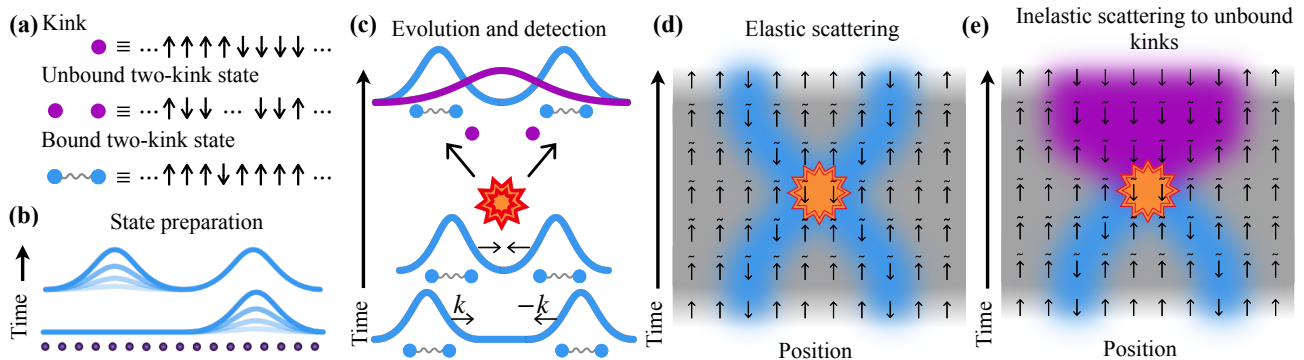 (a)
Kink
≡ …↑↑↑↑↓↓↓↓ …
Unbound two-kink state
≡ … ↑↓↓ … ↓↓↑ …
Bound two-kink state
≡ …↑↑↑↓↑↑↑↑ …
(b)
State preparation
Time
(c)
Evolution and detection
k
−k
Time
(d)
Elastic scattering
Time
Position
(e)
Inelastic scattering to unbound
kinks
Time
Position